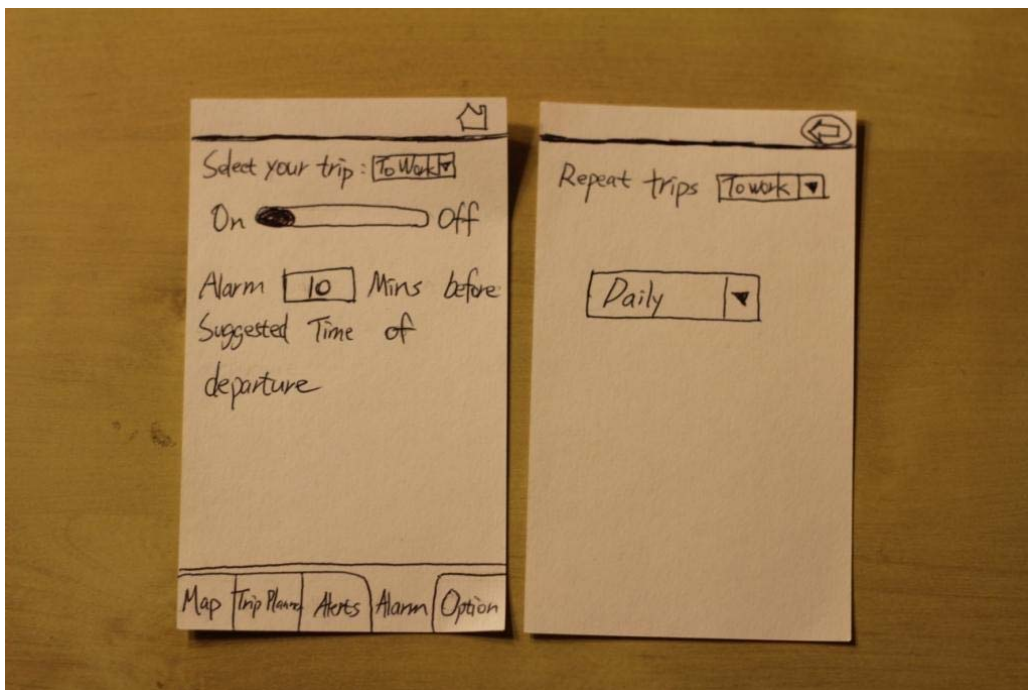 Select your trip: To Work
On Off
Alarm 10 Mins before
Suggested Time of
departure
Map Trip Planner Alerts Alarm Option
Repeat trips To work
Daily